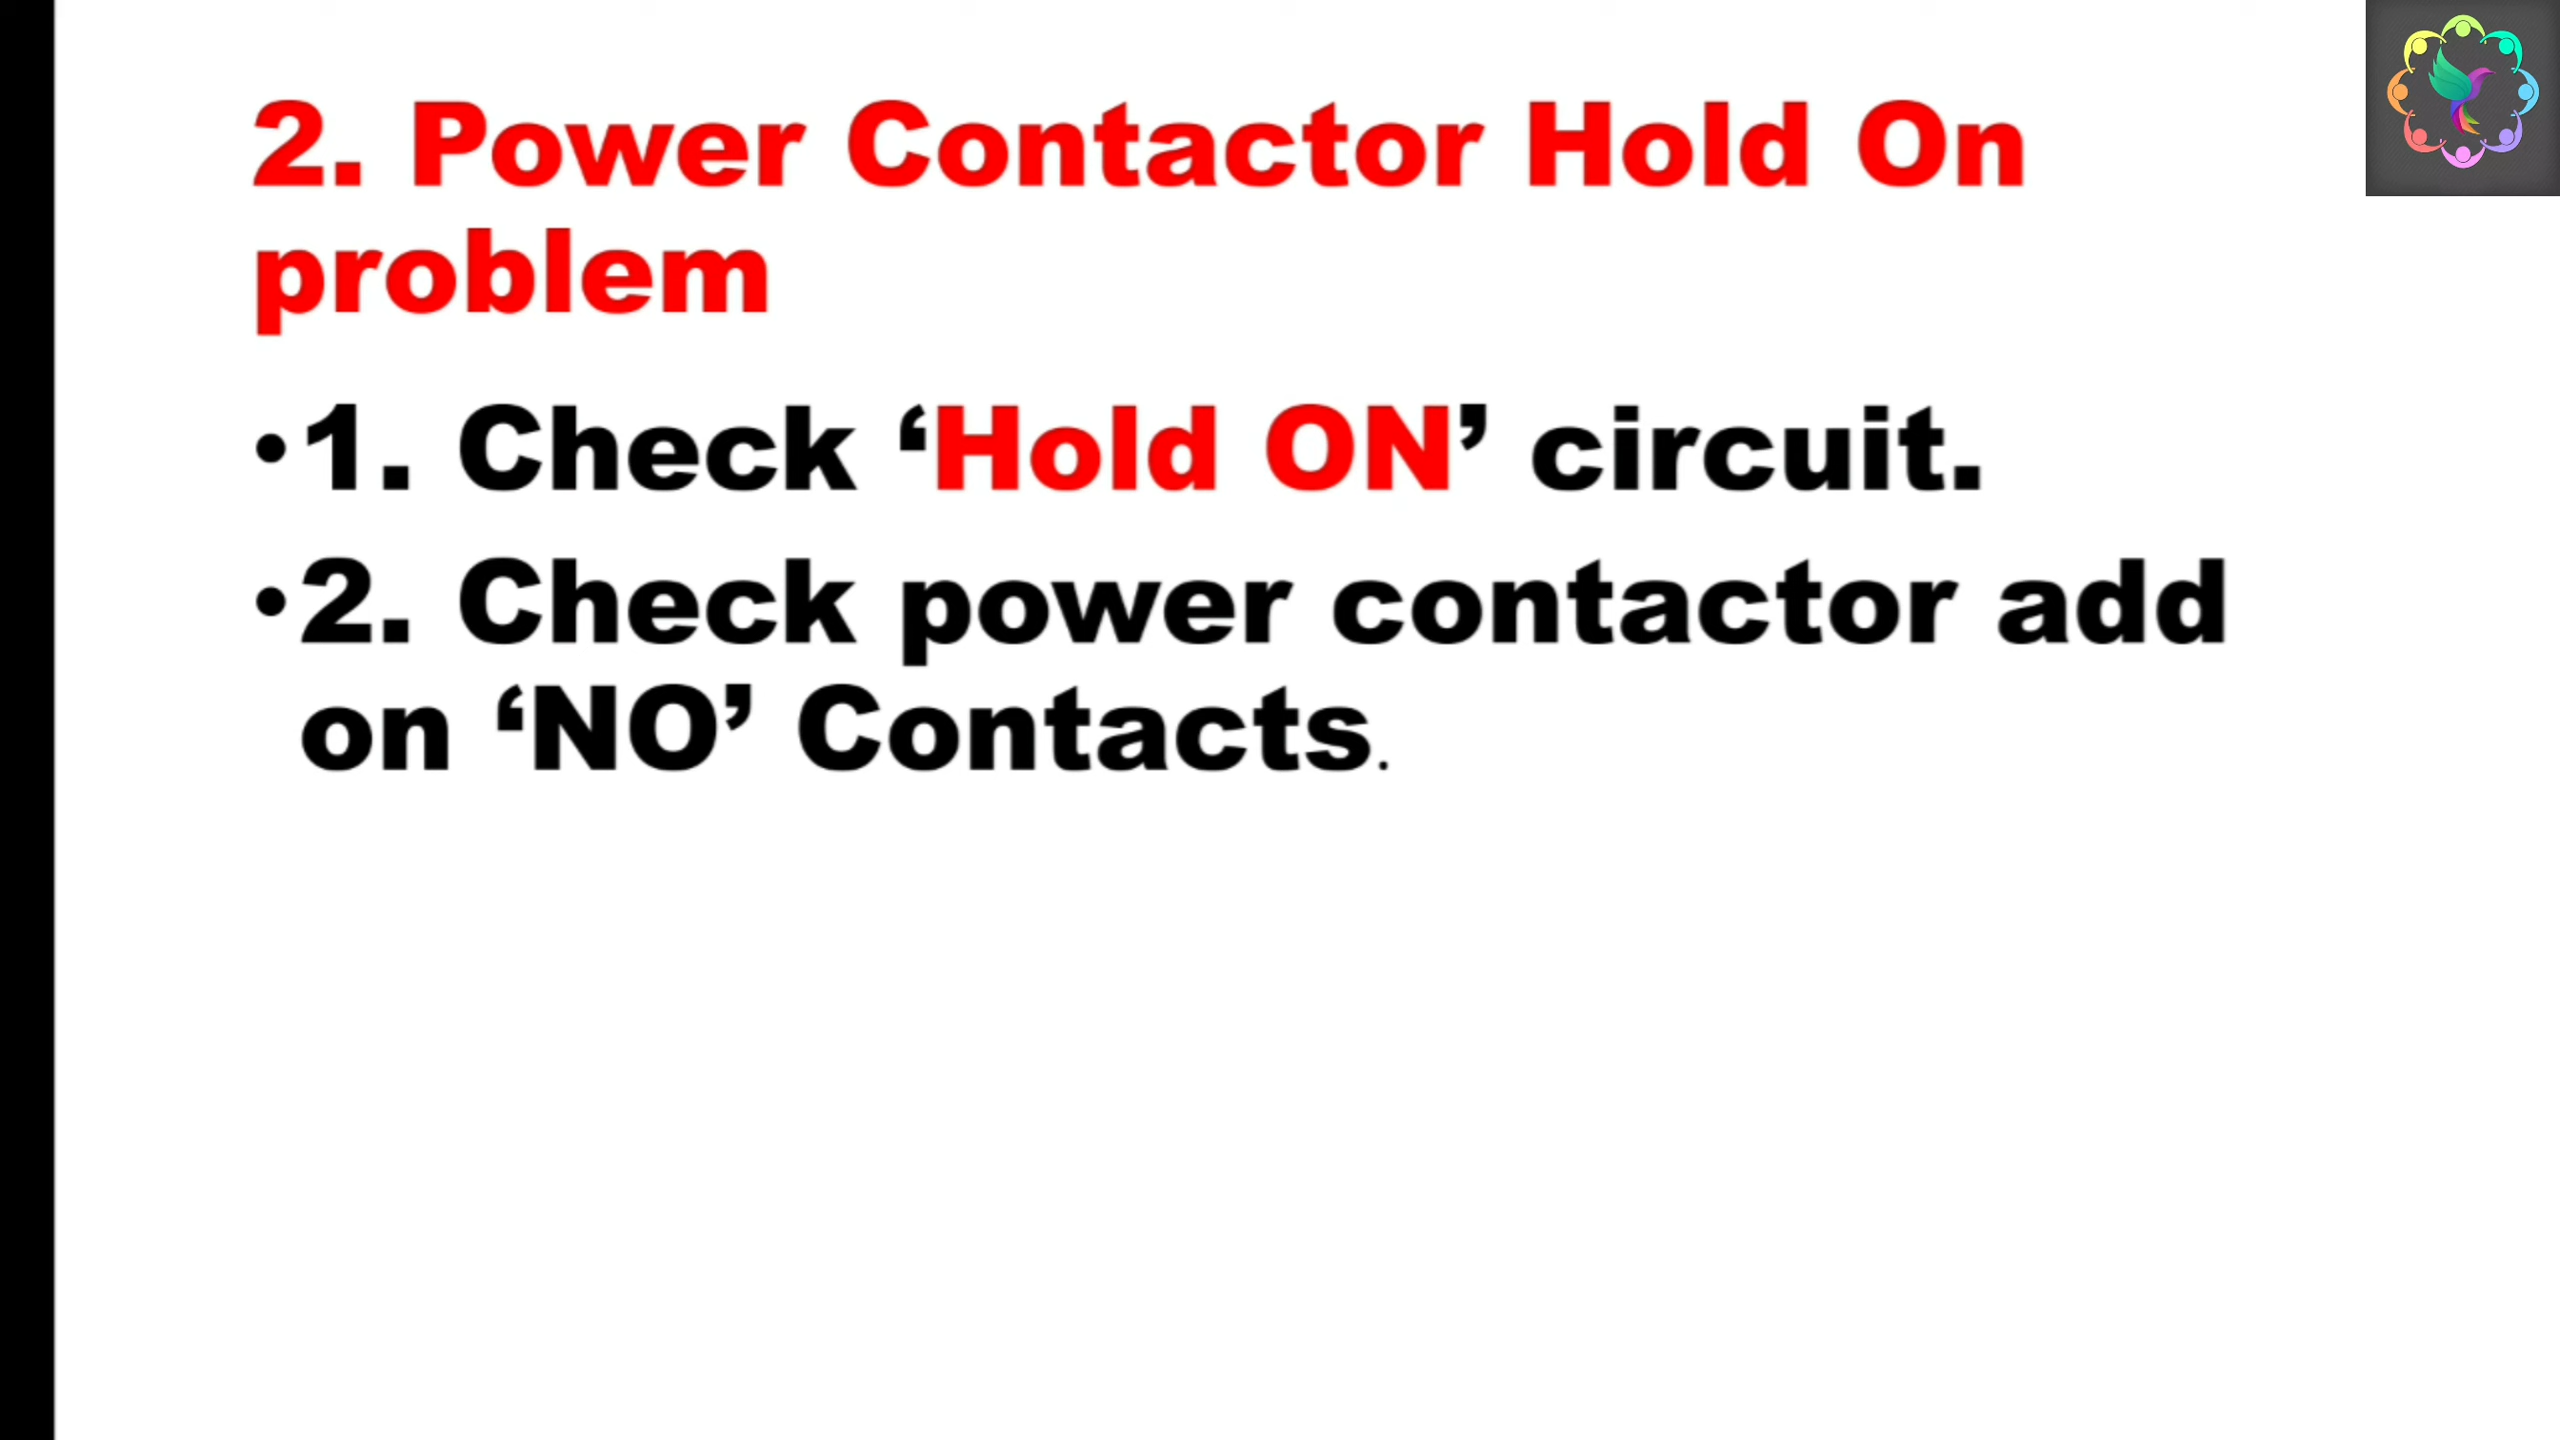 2. Power Contactor Hold On
problem
•1. Check ‘Hold ON’ circuit.
•2. Check power contactor add
on ‘NO’ Contacts.